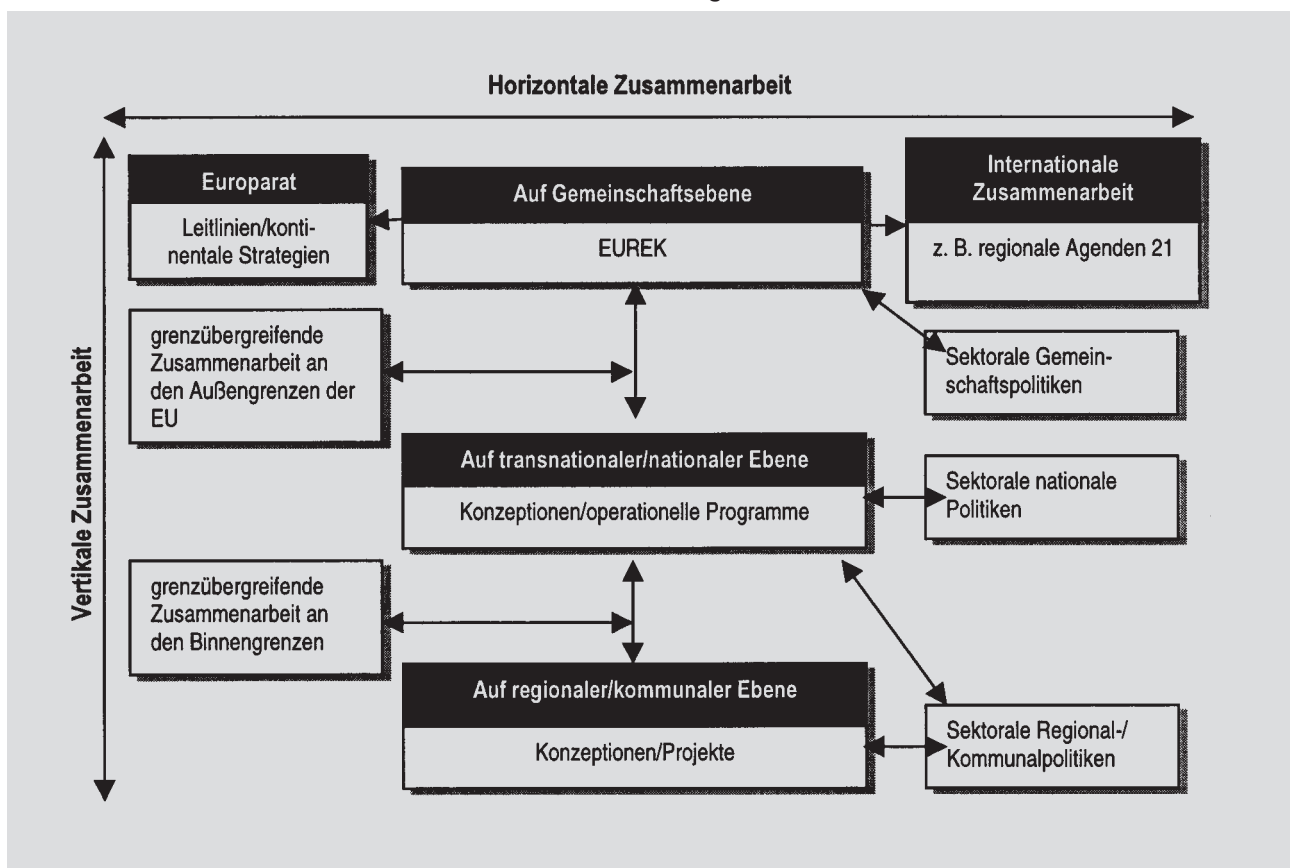 Horizontale Zusammenarbeit
Vertikale Zusammenarbeit
Europarat
Leitlinien/konti-
nentale Strategien
Auf Gemeinschaftsebene
EUREK
Internationale
Zusammenarbeit
z. B. regionale Agenden 21
grenzübergreifende
Zusammenarbeit an
den Außengrenzen der
EU
Sektorale Gemein-
schaftspolitiken
Auf transnationaler/nationaler Ebene
Konzeptionen/operationelle Programme
Sektorale nationale
Politiken
grenzübergreifende
Zusammenarbeit an
den Binnengrenzen
Auf regionaler/kommunaler Ebene
Konzeptionen/Projekte
Sektorale Regional-/
Kommunalpolitiken